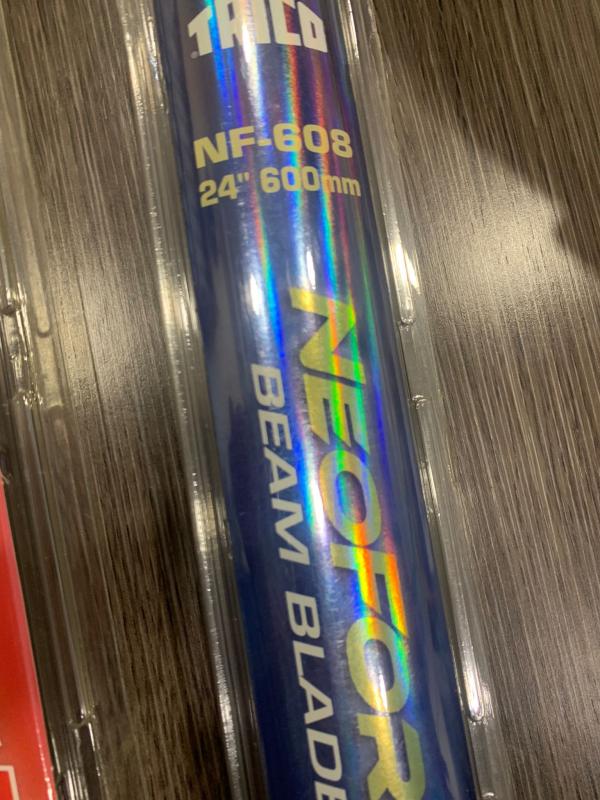 TRICO
®
NF-608
24" 600mm
NEOFOR
BEAM BLADE